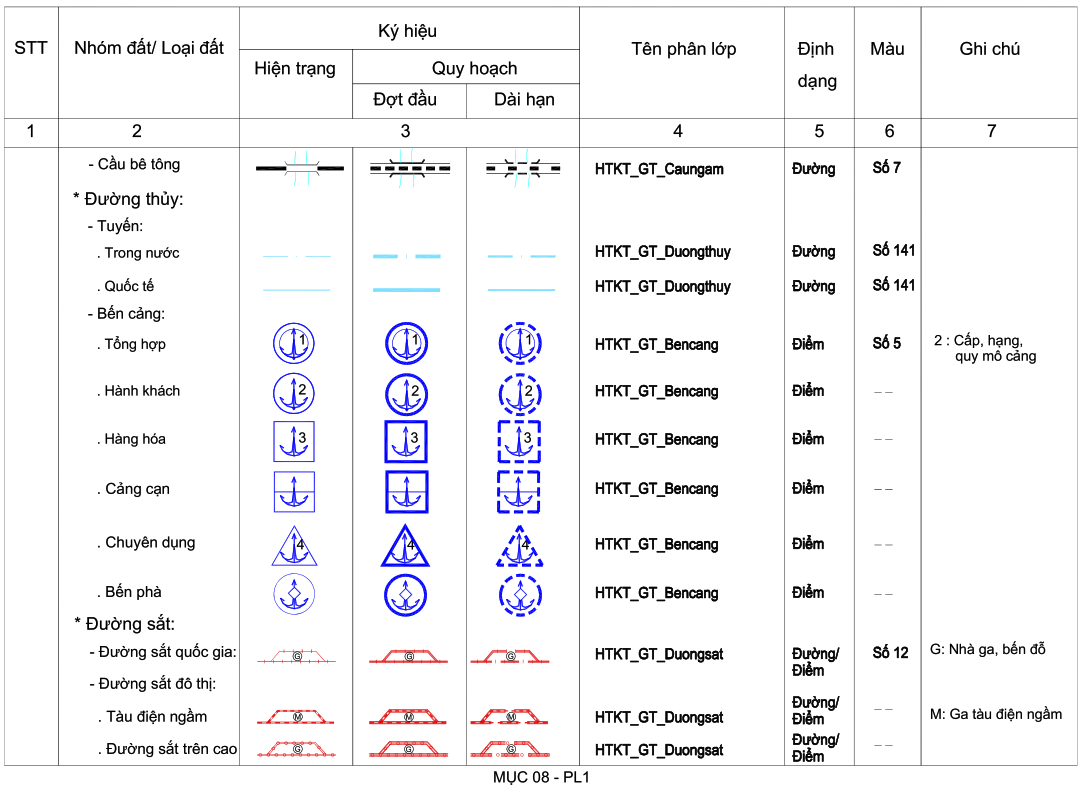 STT Nhóm đất/ Loại đất Ký hiệu Tên phân lớp Định dạng Màu Ghi chú
Hiện trạng Quy hoạch
Đợt đầu Dài hạn
1 2 3 4 5 6 7
- Cầu bê tông HTKT_GT_Caungam Đường Số 7
* Đường thủy:
- Tuyến:
. Trong nước HTKT_GT_Duongthuy Đường Số 141
. Quốc tế HTKT_GT_Duongthuy Đường Số 141
- Bến cảng:
. Tổng hợp 1 1 1 HTKT_GT_Bencang Điểm Số 5 2 : Cấp, hạng,
quy mô cảng
. Hành khách 2 2 2 HTKT_GT_Bencang Điểm _ _
. Hàng hóa 3 3 3 HTKT_GT_Bencang Điểm _ _
. Cảng cạn HTKT_GT_Bencang Điểm _ _
. Chuyên dụng 4 4 4 HTKT_GT_Bencang Điểm _ _
. Bến phà HTKT_GT_Bencang Điểm _ _
* Đường sắt:
- Đường sắt quốc gia: G G G HTKT_GT_Duongsat Đường/ Điểm Số 12 G: Nhà ga, bến đỗ
- Đường sắt đô thị:
. Tàu điện ngầm M M M HTKT_GT_Duongsat Đường/ Điểm _ _ M: Ga tàu điện ngầm
. Đường sắt trên cao G G G HTKT_GT_Duongsat Đường/ Điểm _ _
MỤC 08 - PL1